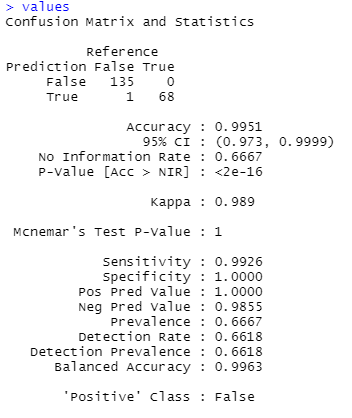 > values
Confusion Matrix and Statistics
Reference
Prediction False True
False 135 0
True 1 68
Accuracy : 0.9951
95% CI : (0.973, 0.9999)
No Information Rate : 0.6667
P-Value [Acc > NIR] : <2e-16
Kappa : 0.989
Mcnemar's Test P-Value : 1
Sensitivity : 0.9926
Specificity : 1.0000
Pos Pred Value : 1.0000
Neg Pred Value : 0.9855
Prevalence : 0.6667
Detection Rate : 0.6618
Detection Prevalence : 0.6618
Balanced Accuracy : 0.9963
'Positive' Class : False